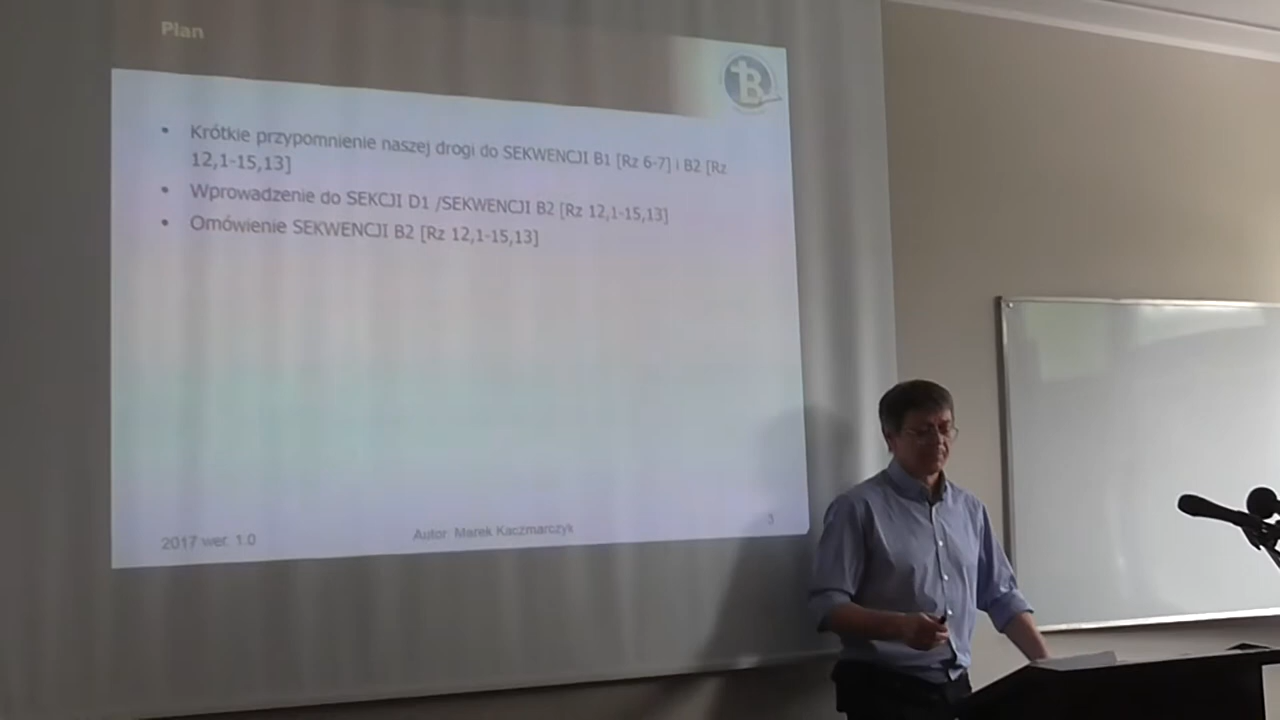 Plan
• Krótkie przypomnienie naszej drogi do SEKWENCJI B1 [Rz 6-7] i B2 [Rz
12,1-15,13]
• Wprowadzenie do SEKCJI D1 /SEKWENCJI B2 [Rz 12,1-15,13]
• Omówienie SEKWENCJI B2 [Rz 12,1-15,13]
2017 wer. 1.0
Autor: Marek Kaczmarczyk
3